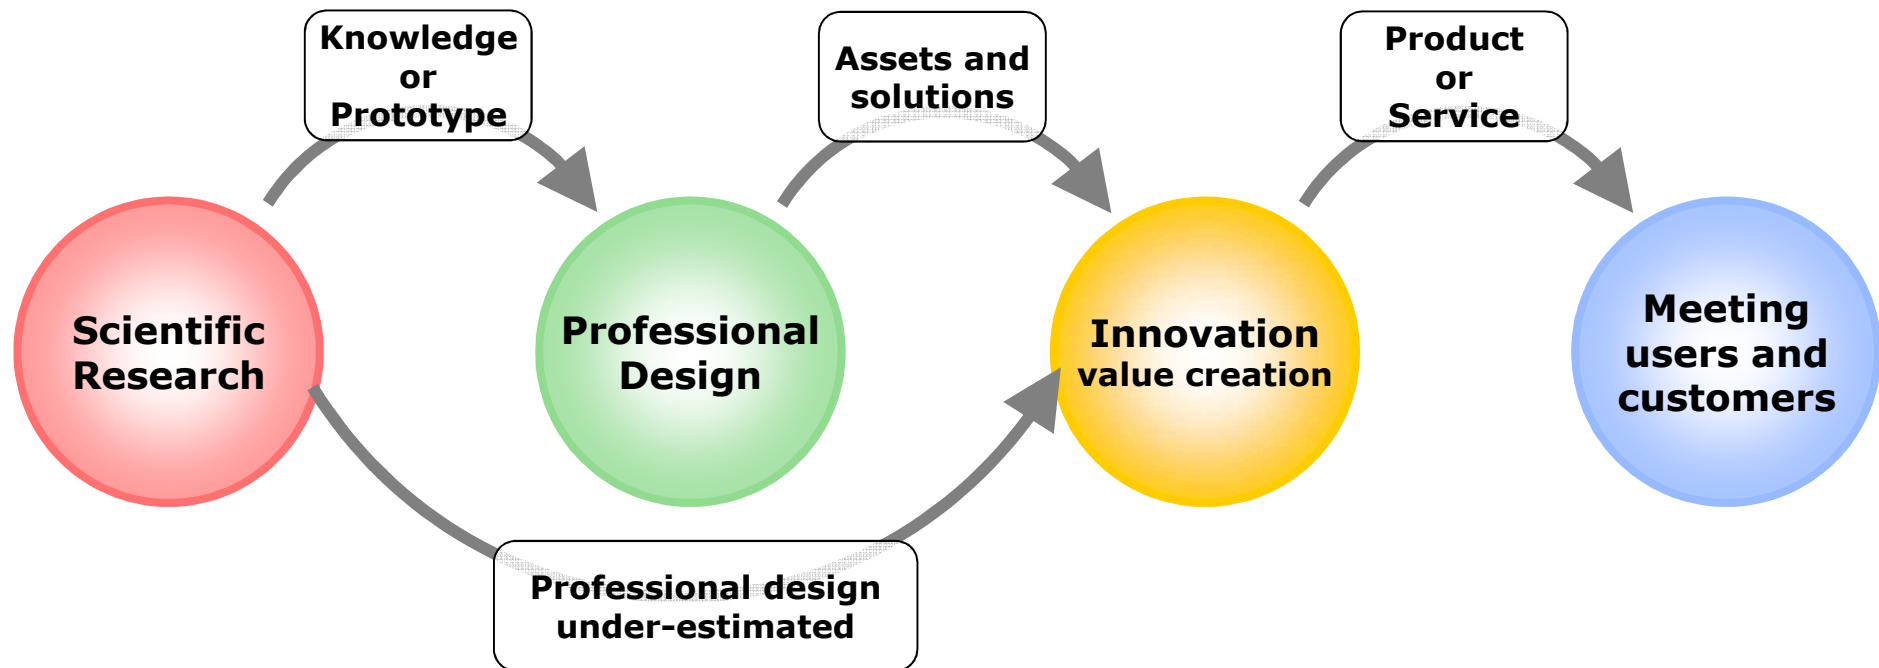 Knowledge
or
Prototype
Assets and
solutions
Product
or
Service
Scientific
Research
Professional
Design
Innovation
value creation
Meeting
users and
customers
Professional design
under-estimated